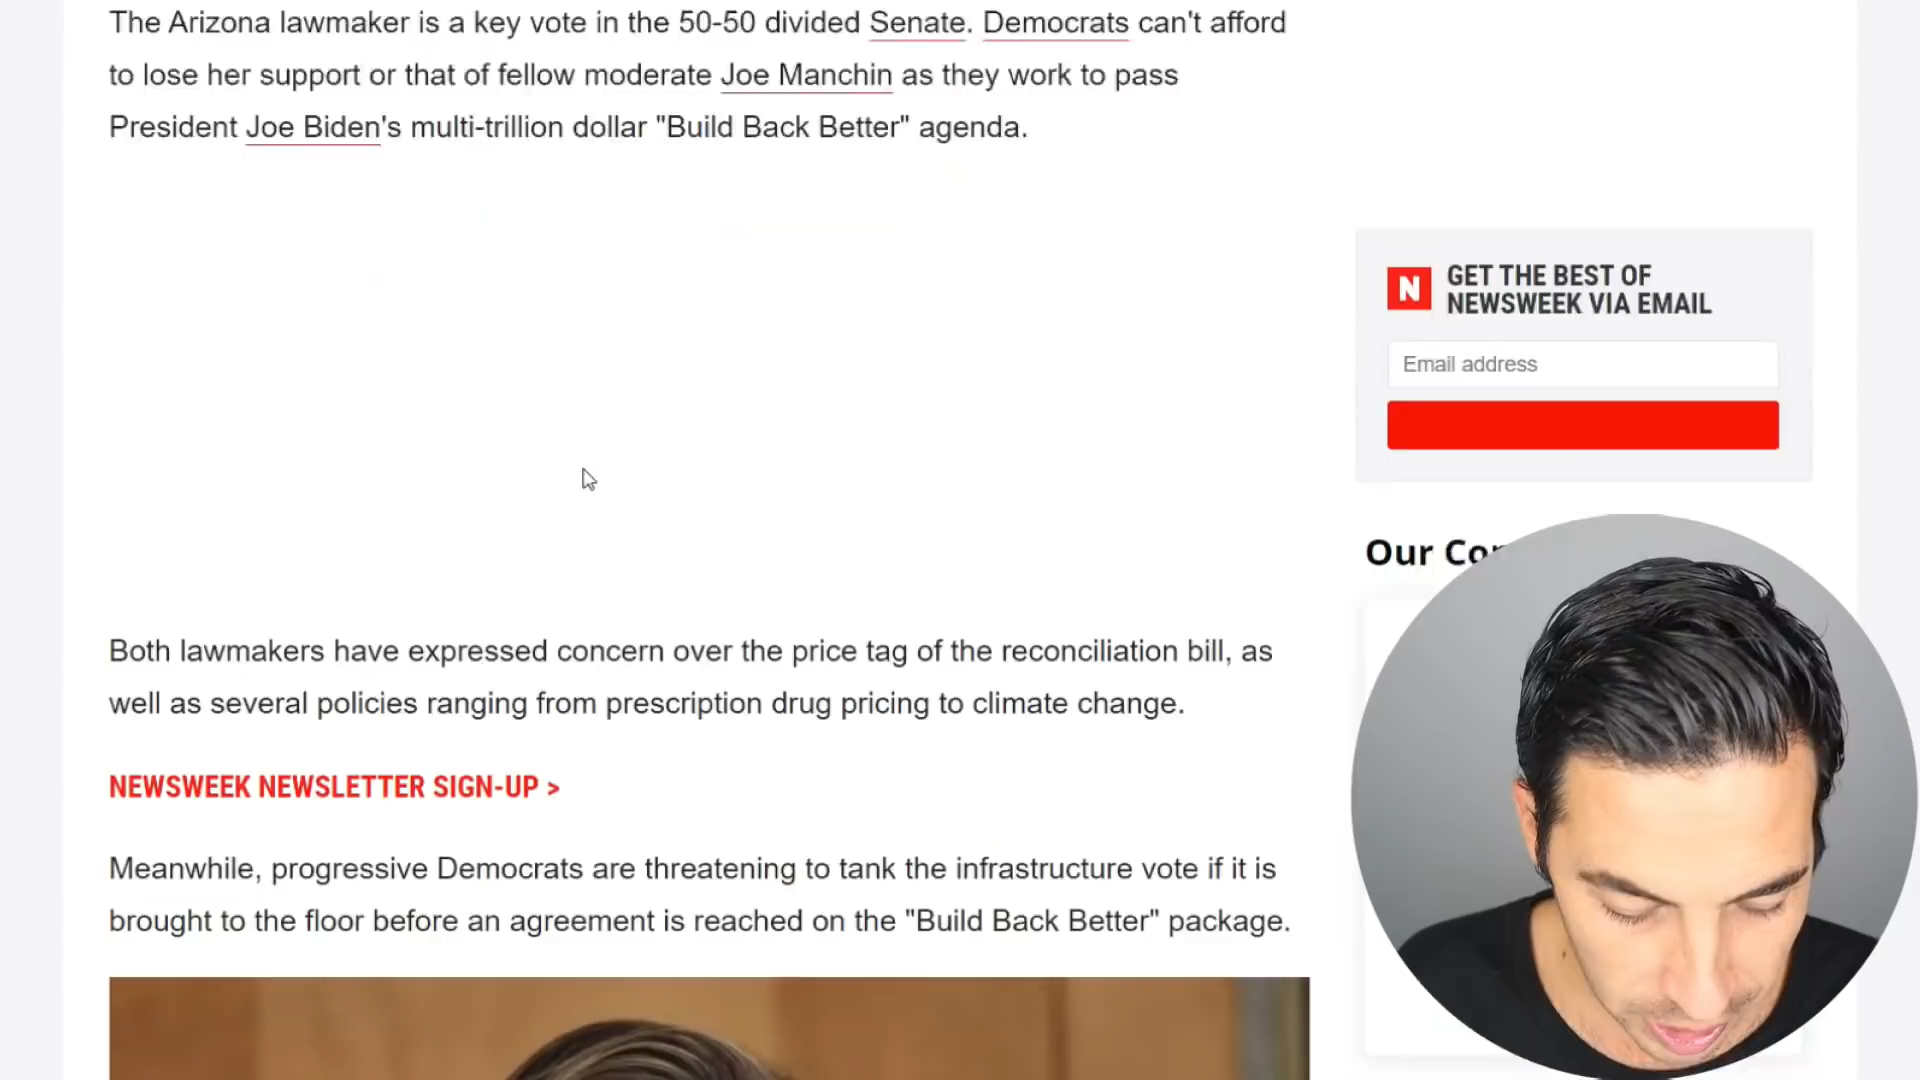 The Arizona lawmaker is a key vote in the 50-50 divided Senate. Democrats can't afford
to lose her support or that of fellow moderate Joe Manchin as they work to pass
President Joe Biden's multi-trillion dollar "Build Back Better" agenda.
N
GET THE BEST OF
NEWSWEEK VIA EMAIL
Email address
Our
Both lawmakers have expressed concern over the price tag of the reconciliation bill, as
well as several policies ranging from prescription drug pricing to climate change.
NEWSWEEK NEWSLETTER SIGN-UP >
Meanwhile, progressive Democrats are threatening to tank the infrastructure vote if it is
brought to the floor before an agreement is reached on the "Build Back Better" package.